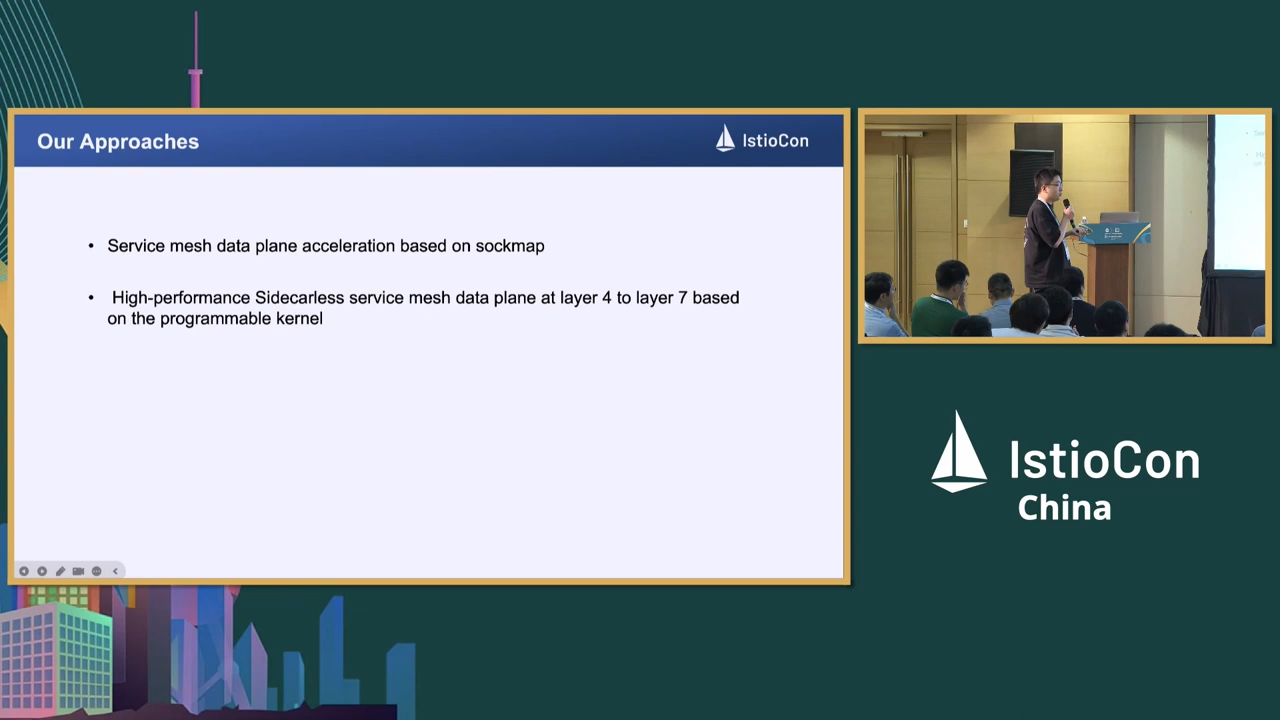 Our Approaches
IstioCon
• Service mesh data plane acceleration based on sockmap
• High-performance Sidecarless service mesh data plane at layer 4 to layer 7 based
on the programmable kernel
IstioCon
China